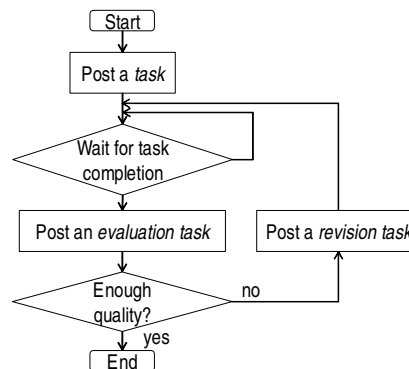 Start
Post a task
Wait for task
completion
Post an evaluation task
Post a revision task
Enough
quality?
no
yes
End